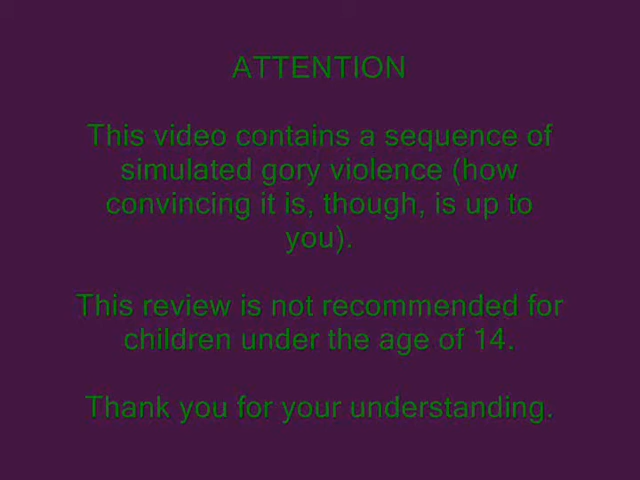 ATTENTION
This video contains a sequence of
simulated gory violence (how
convincing it is, though, is up to
you).
This review is not recommended for
children under the age of 14.
Thank you for your understanding.